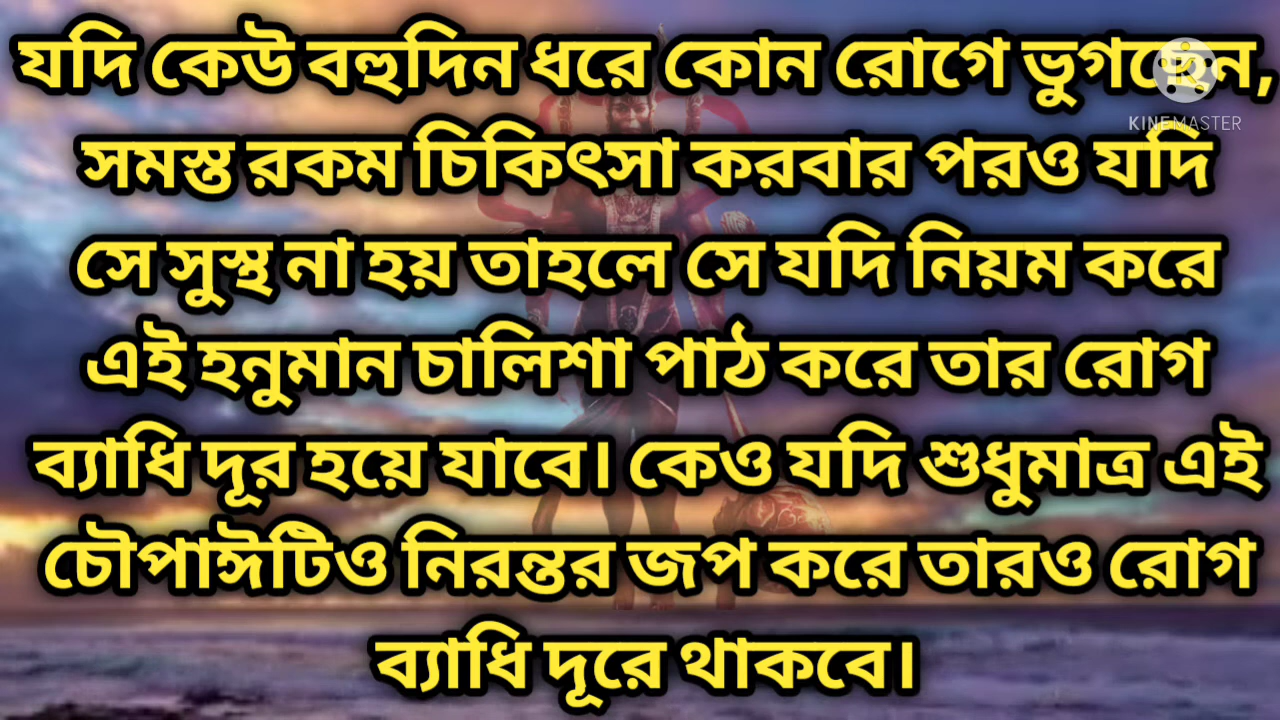 যদি কেউ বহুদিন ধরে কোন রোগে ভুগছেন,
KINEMASTER
সমস্ত রকম চিকিৎসা করবার পরও যদি
সে সুস্থ না হয় তাহলে সে যদি নিয়ম করে
এই হনুমান চালিশা পাঠ করে তার রোগ
ব্যাধি দূর হয়ে যাবে। কেও যদি শুধুমাত্র এই
চৌপাঈটিও নিরন্তর জপ করে তারও রোগ
ব্যাধি দূরে থাকবে।